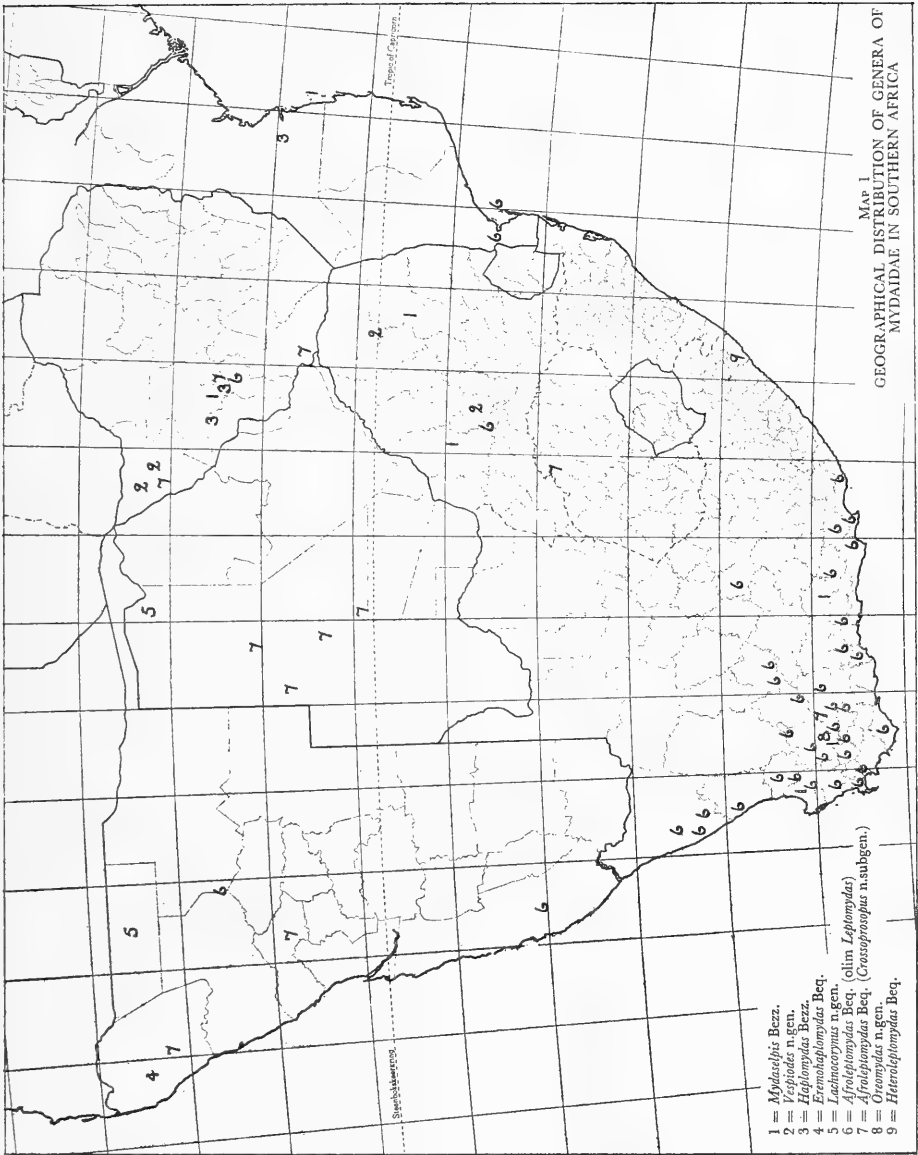 MAP 1
GEOGRAPHICAL DISTRIBUTION OF GENERA OF
MYDAIDAE IN SOUTHERN AFRICA
Tropic of Capricorn
Steenbokskeerkring
1 = Mydaselpis Bezz.
2 = Vespiodes n.gen.
3 = Haplomydas Bezz.
4 = Eremohaplomydas Beq.
5 = Lachnocorynus n.gen.
6 = Afroleptomydas Beq. (olim Leptomydas)
7 = Afroleptomydas Beq. (Crossoprosopus n.subgen.)
8 = Oreomydas n.gen.
9 = Heteroleptomydas Beq.